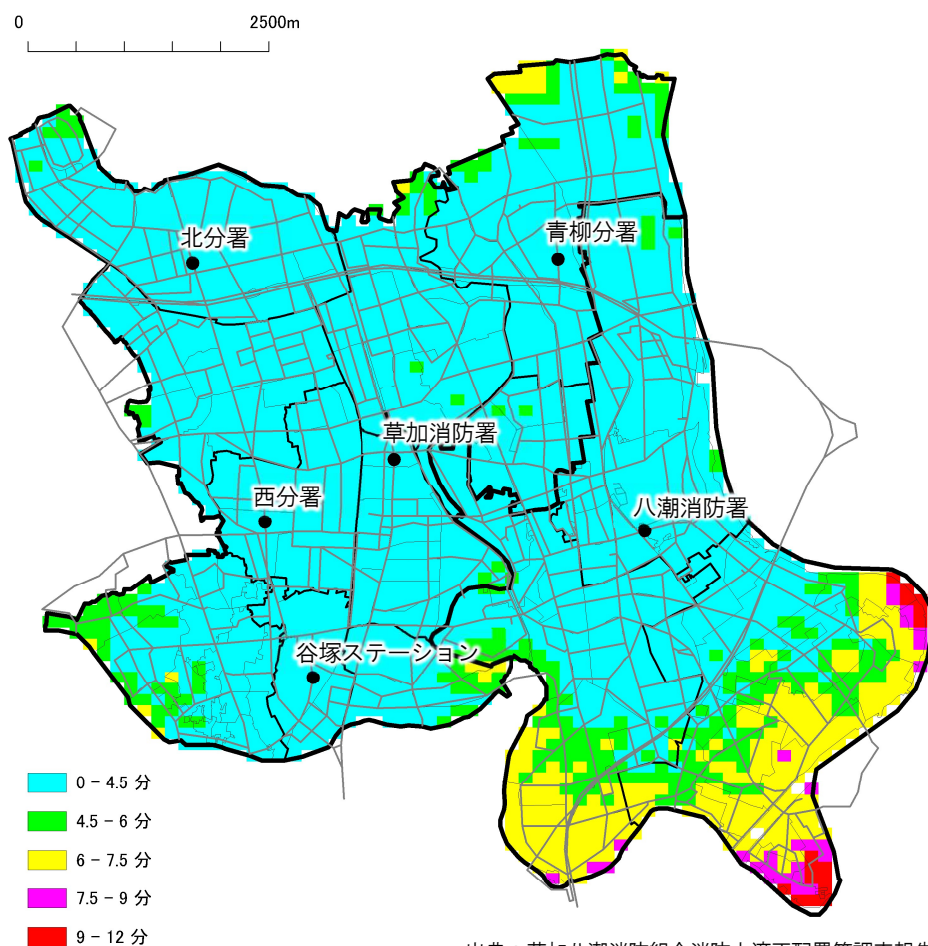 0 2500m
北分署
青柳分署
草加消防署
西分署
八潮消防署
谷塚ステーション
0 - 4.5 分
4.5 - 6 分
6 - 7.5 分
7.5 - 9 分
9 - 12 分